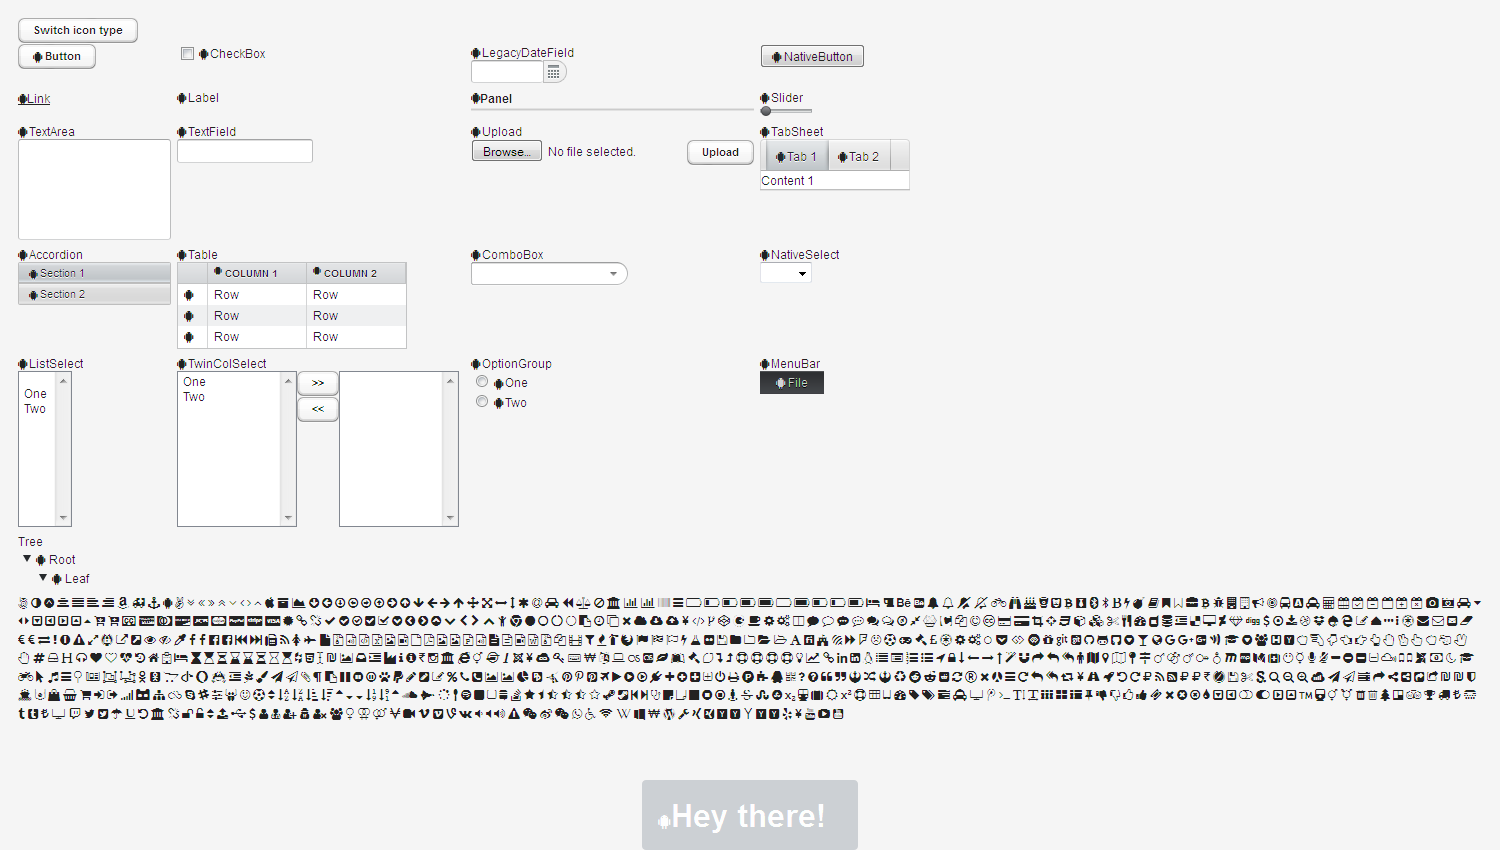 Switch icon type
Button
CheckBox
LegacyDateField
NativeButton
Link
Label
Panel
Slider
TextArea
TextField
Upload
Browse... No file selected. Upload
TabSheet
Tab 1 Tab 2
Content 1
Accordion
Section 1
Section 2
Table
COLUMN 1 COLUMN 2
Row Row
Row Row
Row Row
ComboBox
NativeSelect
ListSelect
One
Two
TwinColSelect
One
Two
>>
<<
OptionGroup
One
Two
MenuBar
File
Tree
Root
Leaf
Hey there!